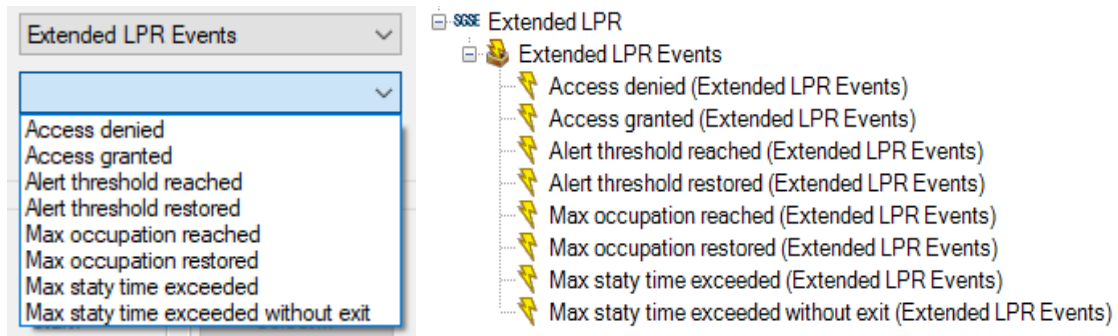 Extended LPR Events
Access denied
Access granted
Alert threshold reached
Alert threshold restored
Max occupation reached
Max occupation restored
Max staty time exceeded
Max staty time exceeded without exit
SGSE Extended LPR
Extended LPR Events
Access denied (Extended LPR Events)
Access granted (Extended LPR Events)
Alert threshold reached (Extended LPR Events)
Alert threshold restored (Extended LPR Events)
Max occupation reached (Extended LPR Events)
Max occupation restored (Extended LPR Events)
Max staty time exceeded (Extended LPR Events)
Max staty time exceeded without exit (Extended LPR Events)